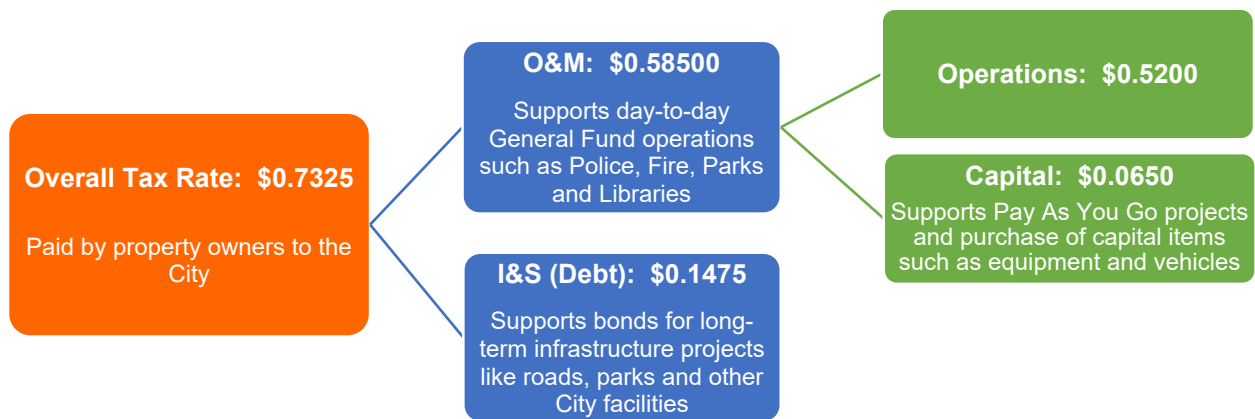 Overall Tax Rate: $0.7325
Paid by property owners to the
City
O&M: $0.58500
Supports day-to-day
General Fund operations
such as Police, Fire, Parks
and Libraries
I&S (Debt): $0.1475
Supports bonds for long-
term infrastructure projects
like roads, parks and other
City facilities
Operations: $0.5200
Capital: $0.0650
Supports Pay As You Go projects
and purchase of capital items
such as equipment and vehicles